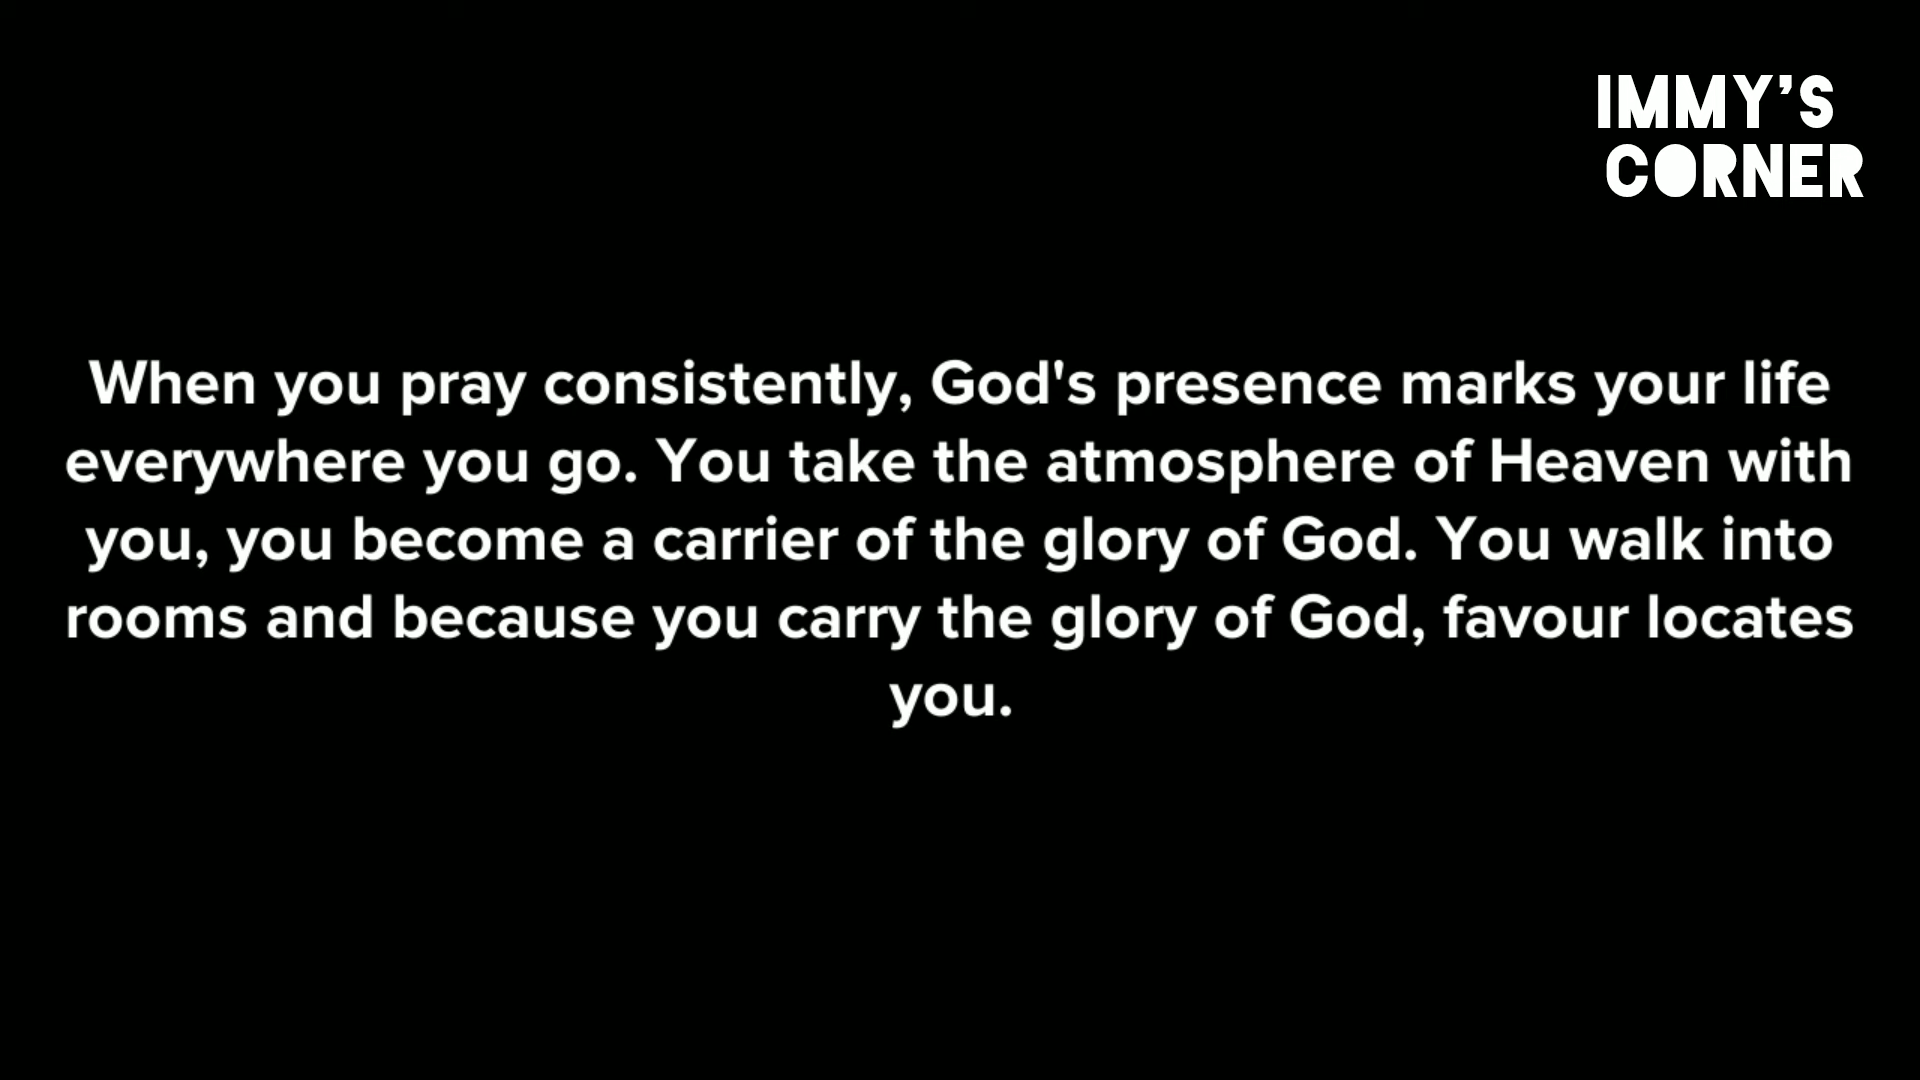 IMMY’S
CORNER
When you pray consistently, God's presence marks your life
everywhere you go. You take the atmosphere of Heaven with
you, you become a carrier of the glory of God. You walk into
rooms and because you carry the glory of God, favour locates
you.